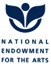 NATIONAL
ENDOWMENT
FOR THE ARTS